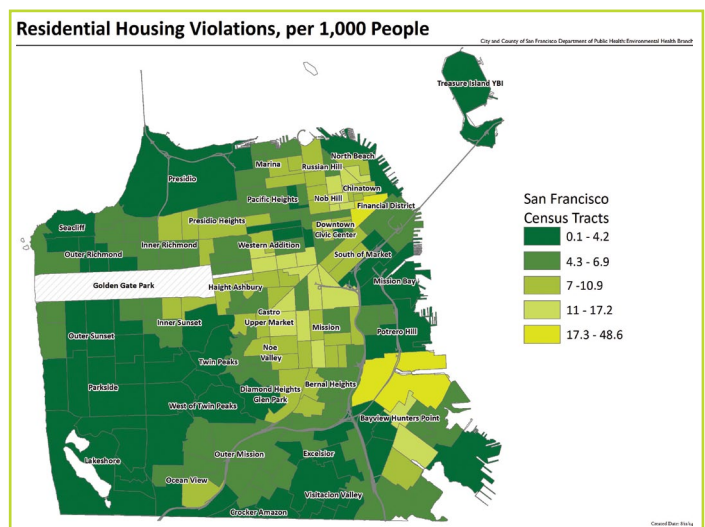 Residential Housing Violations, per 1,000 People
City and County of San Francisco Department of Public Health: Environmental Health Branch
Treasure Island YBI
North Beach
Marina
Russian Hill
Presidio
Chinatown
Pacific Heights
Nob Hill
Financial District
Seacliff
Presidio Heights
Downtown
Civic Center
Inner Richmond
Western Addition
Outer Richmond
South of Market
Golden Gate Park
Haight Ashbury
Mission Bay
Castro
Upper Market
Inner Sunset
Mission
Potrero Hill
Outer Sunset
Noe
Valley
Twin Peaks
Parkside
Diamond Heights
Glen Park
Bernal Heights
West of Twin Peaks
Bayview Hunters Point
Lakeshore
Outer Mission
Excelsior
Ocean View
Visitacion Valley
Crocker Amazon
San Francisco
Census Tracts
0.1 - 4.2
4.3 - 6.9
7 -10.9
11 - 17.2
17.3 - 48.6
Created Date: